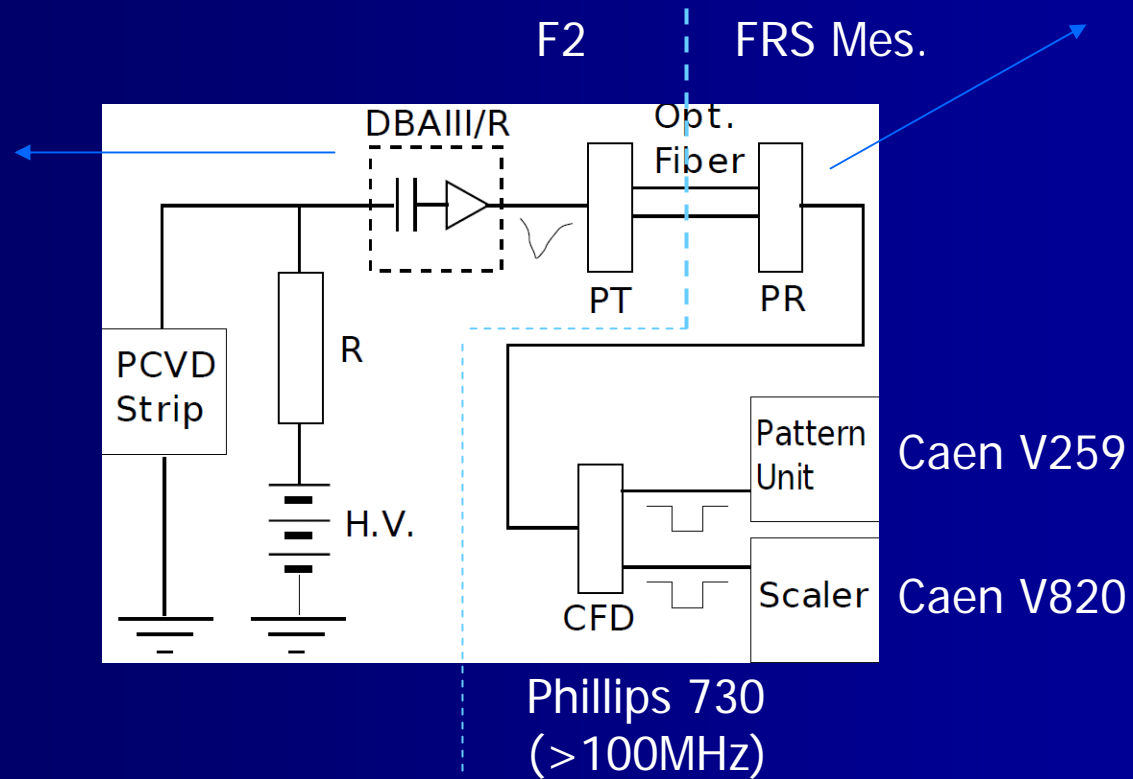 F2
FRS Mes.
DBAIII/R
Opt.
Fiber
PT
PR
R
PCVD
Strip
H.V.
Pattern
Unit
Caen V259
CFD
Scaler
Caen V820
Phillips 730
(>100MHz)